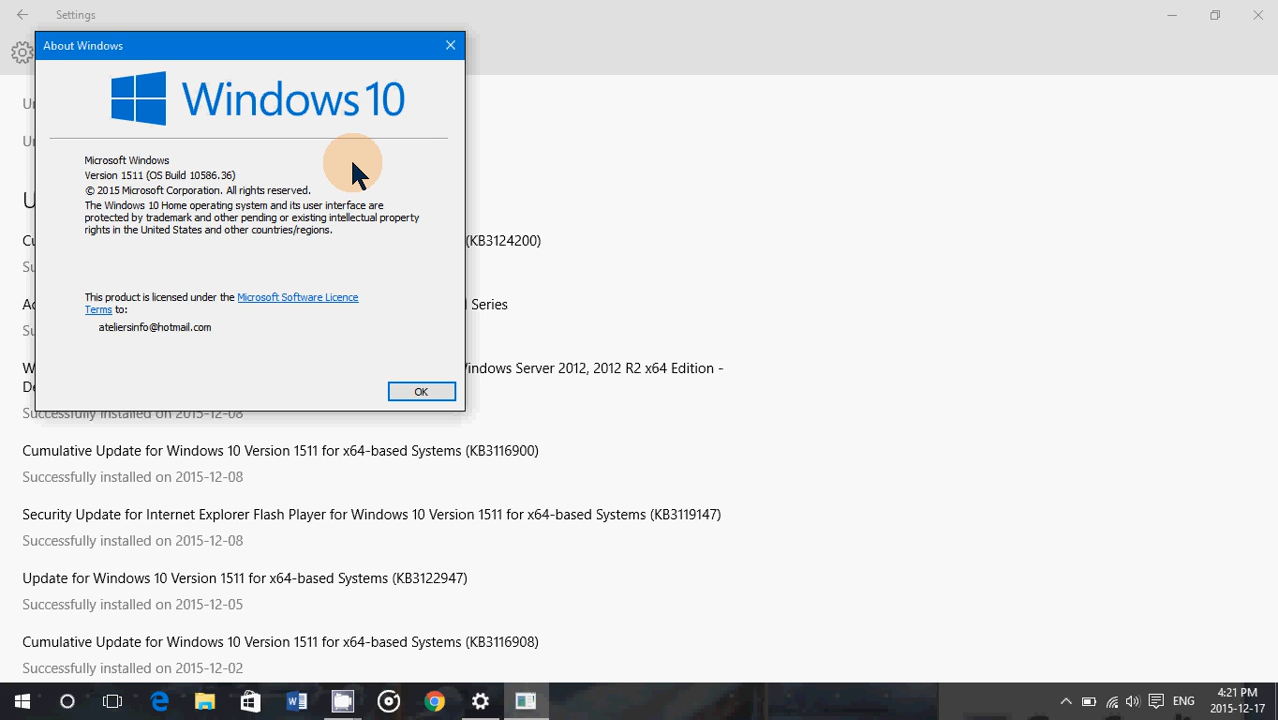 Settings
About Windows
Windows 10
Microsoft Windows
Version 1511 (OS Build 10586.36)
© 2015 Microsoft Corporation. All rights reserved.
The Windows 10 Home operating system and its user interface are
protected by trademark and other pending or existing intellectual property
rights in the United States and other countries/regions.
This product is licensed under the Microsoft Software Licence
Terms to:
ateliersinfo@hotmail.com
OK
(KB3124200)
Series
Windows Server 2012, 2012 R2 x64 Edition -
Successfully installed on 2015-12-08
Cumulative Update for Windows 10 Version 1511 for x64-based Systems (KB3116900)
Successfully installed on 2015-12-08
Security Update for Internet Explorer Flash Player for Windows 10 Version 1511 for x64-based Systems (KB3119147)
Successfully installed on 2015-12-08
Update for Windows 10 Version 1511 for x64-based Systems (KB3122947)
Successfully installed on 2015-12-05
Cumulative Update for Windows 10 Version 1511 for x64-based Systems (KB3116908)
Successfully installed on 2015-12-02
ENG
4:21 PM
2015-12-17